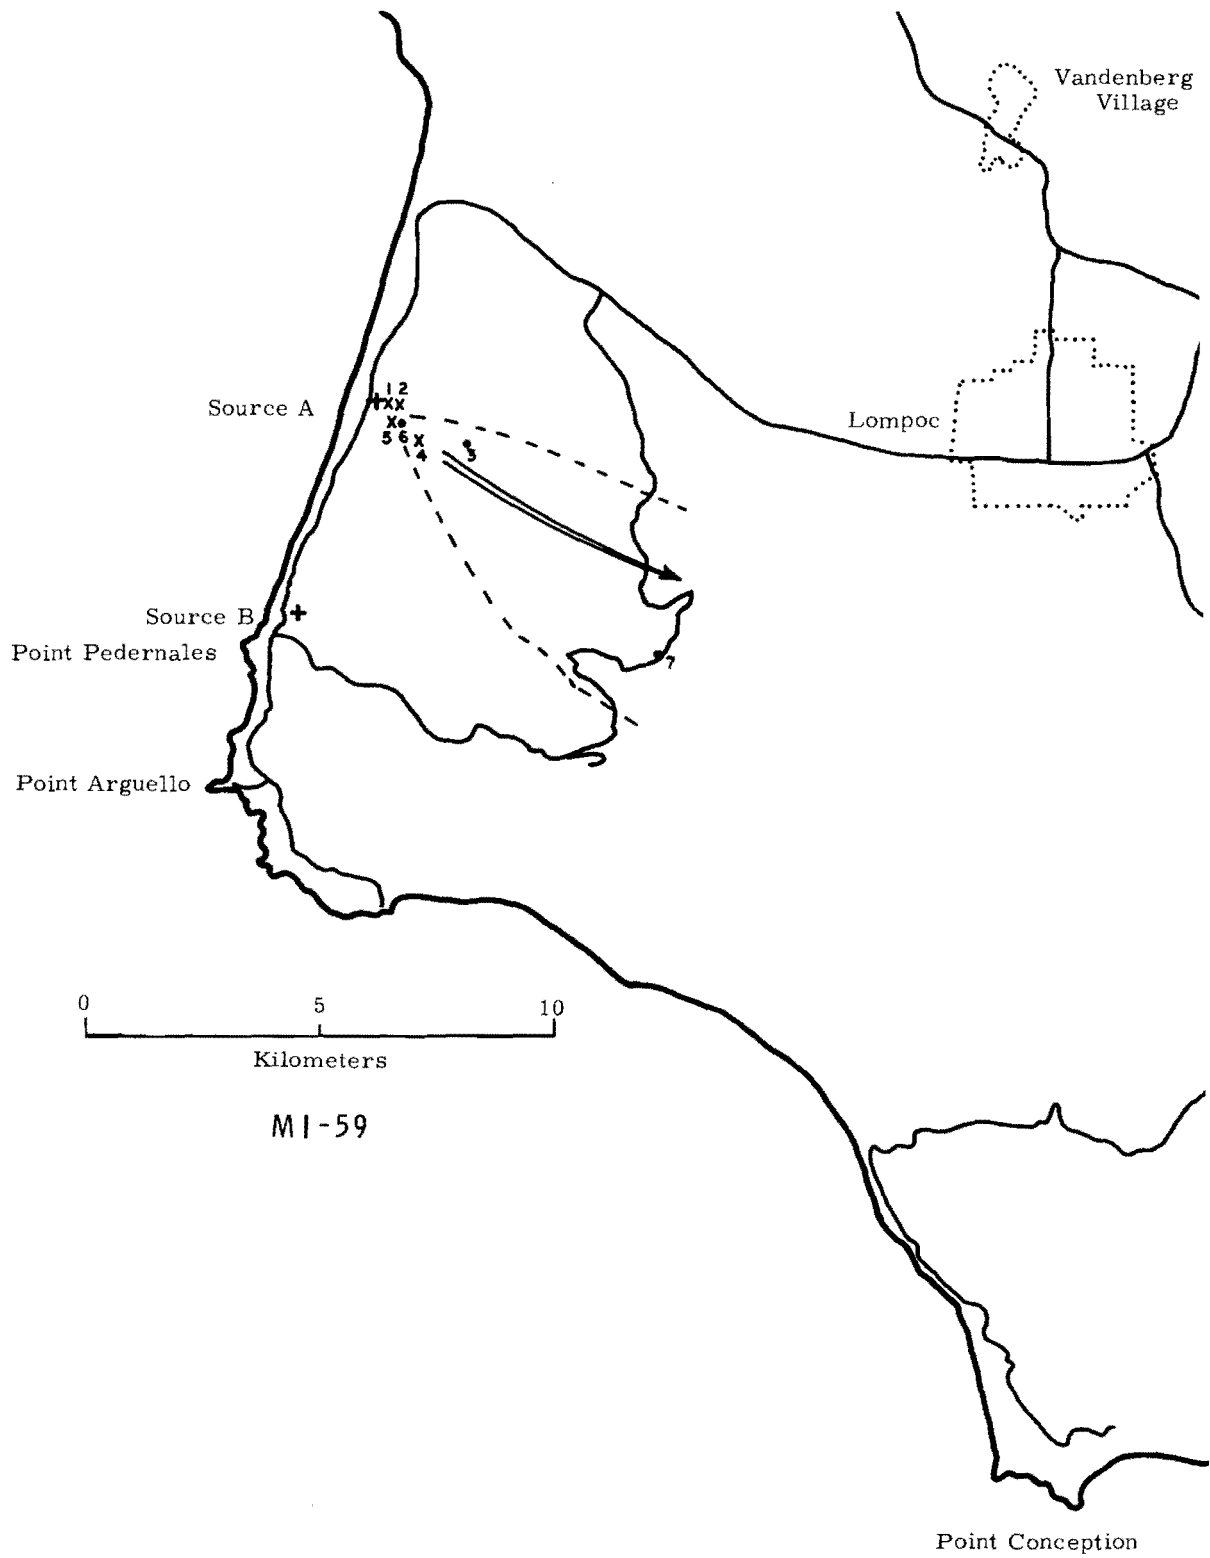 Vandenberg
Village
1 2
Source A
Lompoc
5 6
4
3
Source B
Point Pedernales
7
Point Arguello
0 5 10
Kilometers
MI-59
Point Conception